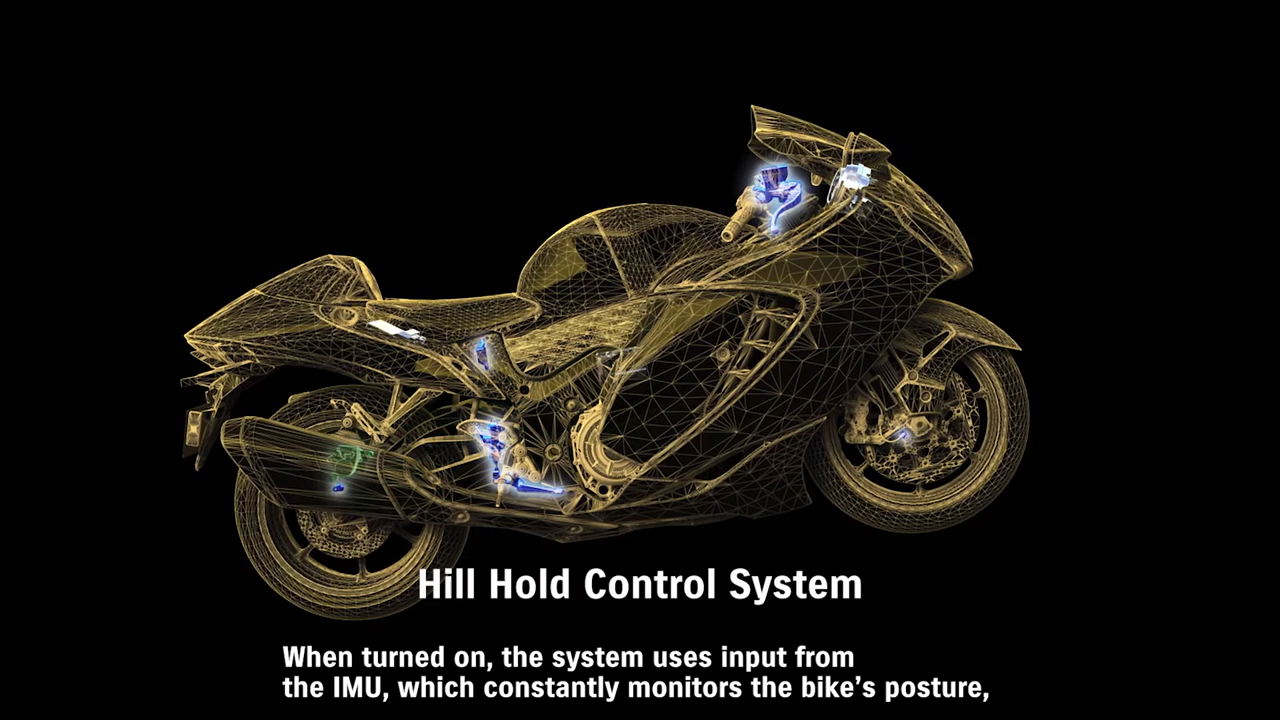 Hill Hold Control System
When turned on, the system uses input from
the IMU, which constantly monitors the bike's posture,